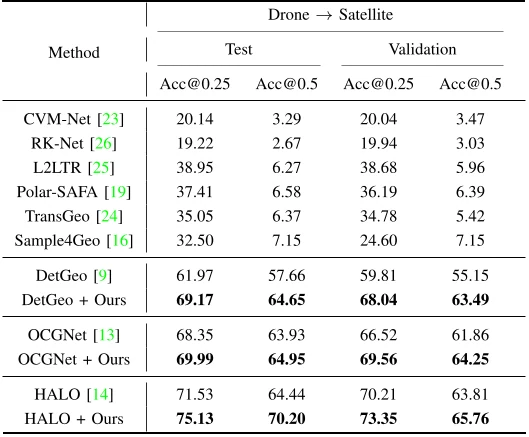 Drone → Satellite
Method Test Validation
Acc@0.25 Acc@0.5 Acc@0.25 Acc@0.5
CVM-Net [23] 20.14 3.29 20.04 3.47
RK-Net [26] 19.22 2.67 19.94 3.03
L2LTR [25] 38.95 6.27 38.68 5.96
Polar-SAFA [19] 37.41 6.58 36.19 6.39
TransGeo [24] 35.05 6.37 34.78 5.42
Sample4Geo [16] 32.50 7.15 24.60 7.15
DetGeo [9] 61.97 57.66 59.81 55.15
DetGeo + Ours 69.17 64.65 68.04 63.49
OCGNet [13] 68.35 63.93 66.52 61.86
OCGNet + Ours 69.99 64.95 69.56 64.25
HALO [14] 71.53 64.44 70.21 63.81
HALO + Ours 75.13 70.20 73.35 65.76